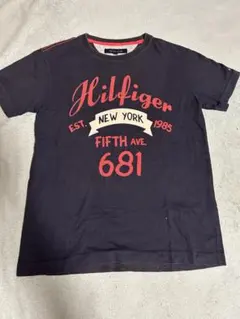 Hilfiger
EST. NEW YORK 1985
FIFTH AVE.
681